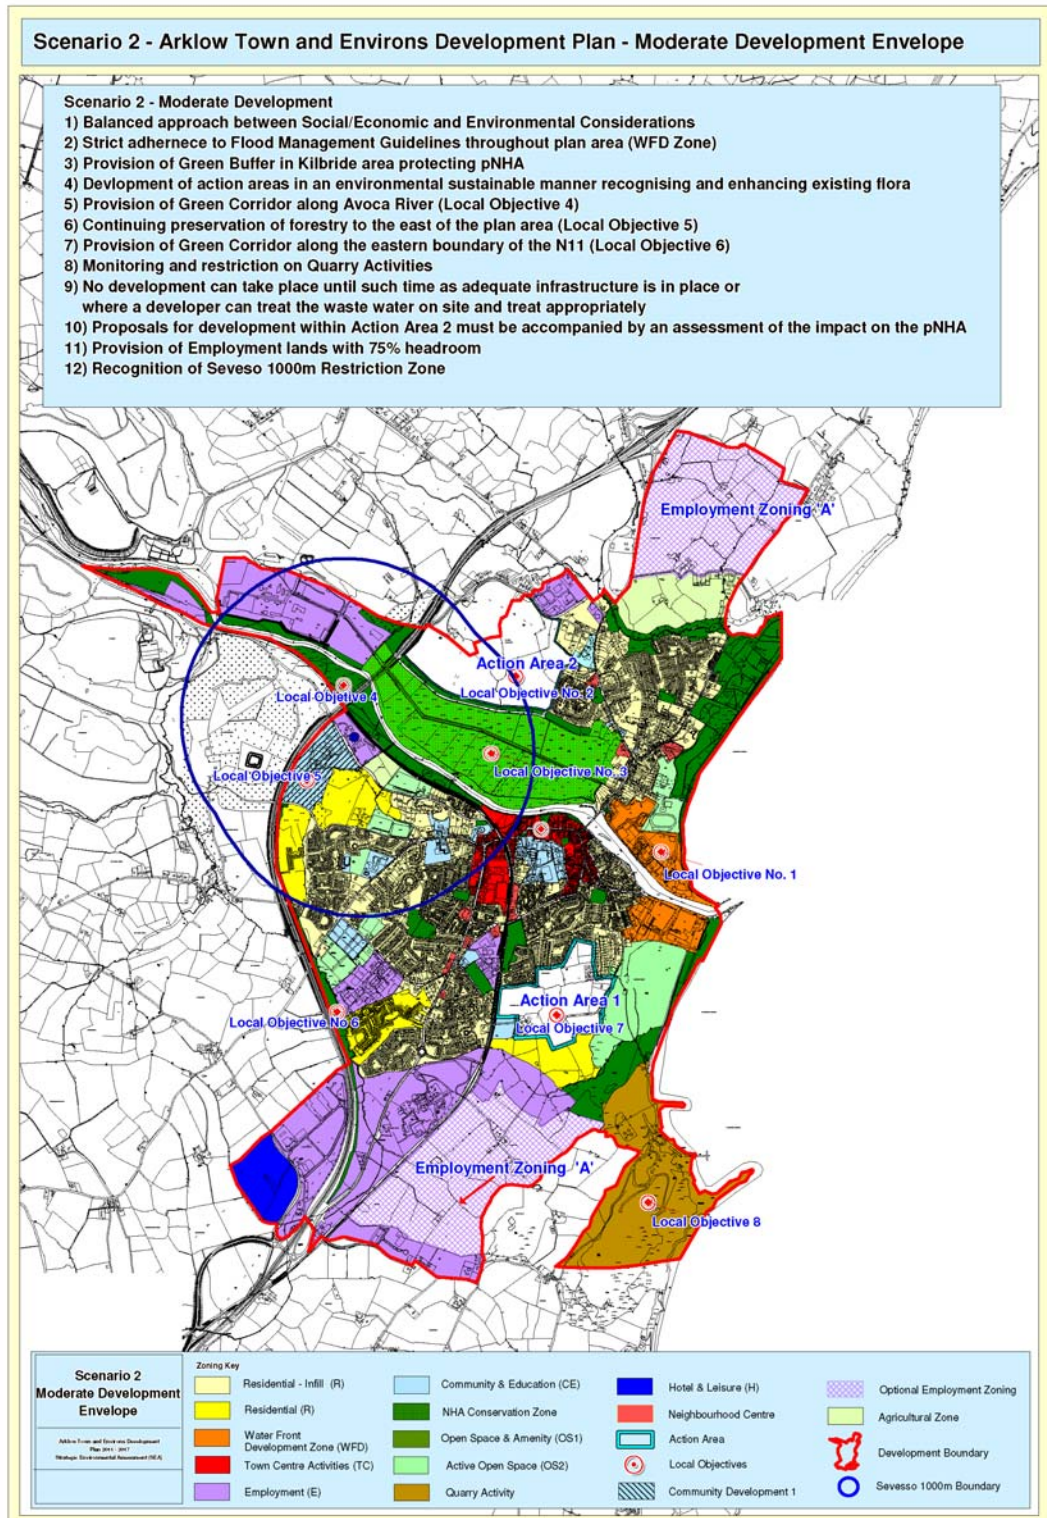 Scenario 2 - Arklow Town and Environs Development Plan - Moderate Development Envelope
Scenario 2 - Moderate Development
1) Balanced approach between Social/Economic and Environmental Considerations
2) Strict adhernece to Flood Management Guidelines throughout plan area (WFD Zone)
3) Provision of Green Buffer in Kilbride area protecting pNHA
4) Devlopment of action areas in an environmental sustainable manner recognising and enhancing existing flora
5) Provision of Green Corridor along Avoca River (Local Objective 4)
6) Continuing preservation of forestry to the east of the plan area (Local Objective 5)
7) Provision of Green Corridor along the eastern boundary of the N11 (Local Objective 6)
8) Monitoring and restriction on Quarry Activities
9) No development can take place until such time as adequate infrastructure is in place or
where a developer can treat the waste water on site and treat appropriately
10) Proposals for development within Action Area 2 must be accompanied by an assessment of the impact on the pNHA
11) Provision of Employment lands with 75% headroom
12) Recognition of Seveso 1000m Restriction Zone
Employment Zoning 'A'
Action Area 2
Local Objective No. 2
Local Objetive 4
Local Objective No. 3
Local Objective 5
Local Objective No. 1
Action Area 1
Local Objective No 6
Local Objective 7
Employment Zoning 'A'
Local Objective 8
Scenario 2
Moderate Development
Envelope
Arklow Town and Environs Development
Plan 2011 - 2017
Strategic Environmental Assessment (SEA)
Zoning Key
Residential - Infill (R)
Residential (R)
Water Front
Development Zone (WFD)
Town Centre Activities (TC)
Employment (E)
Community & Education (CE)
NHA Conservation Zone
Open Space & Amenity (OS1)
Active Open Space (OS2)
Quarry Activity
Hotel & Leisure (H)
Neighbourhood Centre
Action Area
Local Objectives
Community Development 1
Optional Employment Zoning
Agricultural Zone
Development Boundary
Sevesso 1000m Boundary